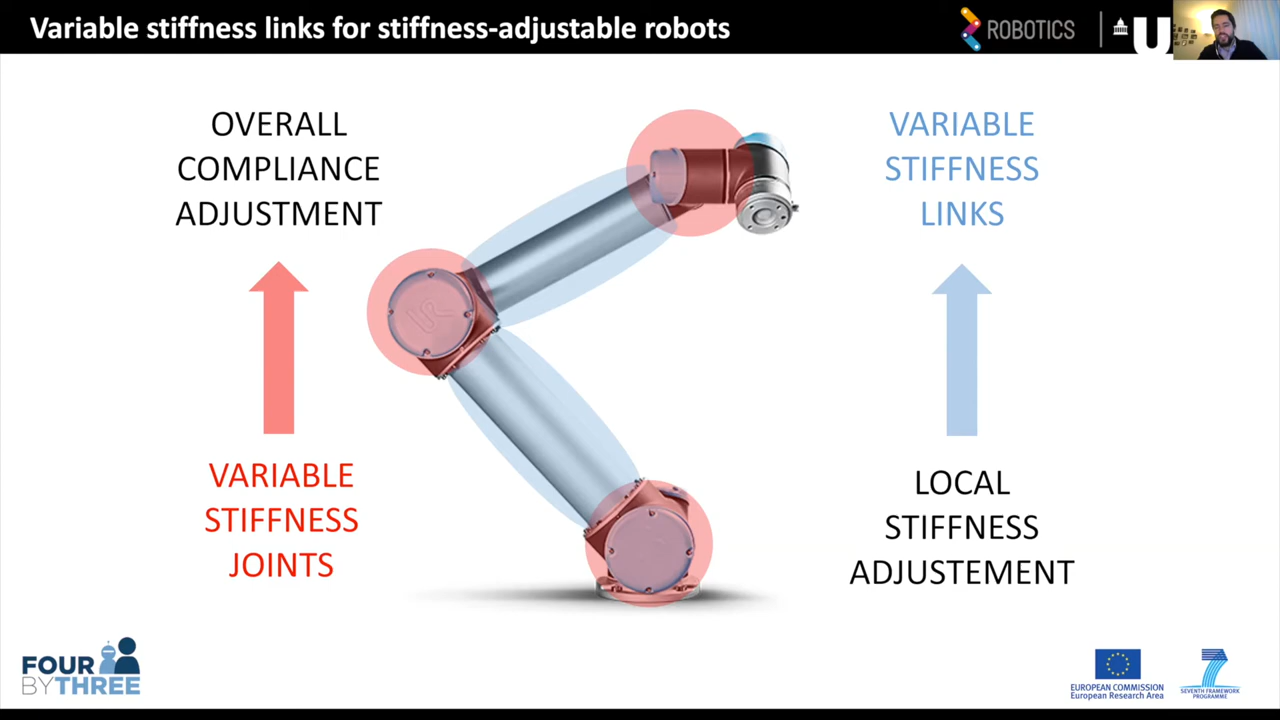 Variable stiffness links for stiffness-adjustable robots
ROBOTICS
U
OVERALL
COMPLIANCE
ADJUSTMENT
VARIABLE
STIFFNESS
JOINTS
VARIABLE
STIFFNESS
LINKS
LOCAL
STIFFNESS
ADJUSTEMENT
UR
FOUR
BY THREE
EUROPEAN COMMISSION
European Research Area
SEVENTH FRAMEWORK
PROGRAMME